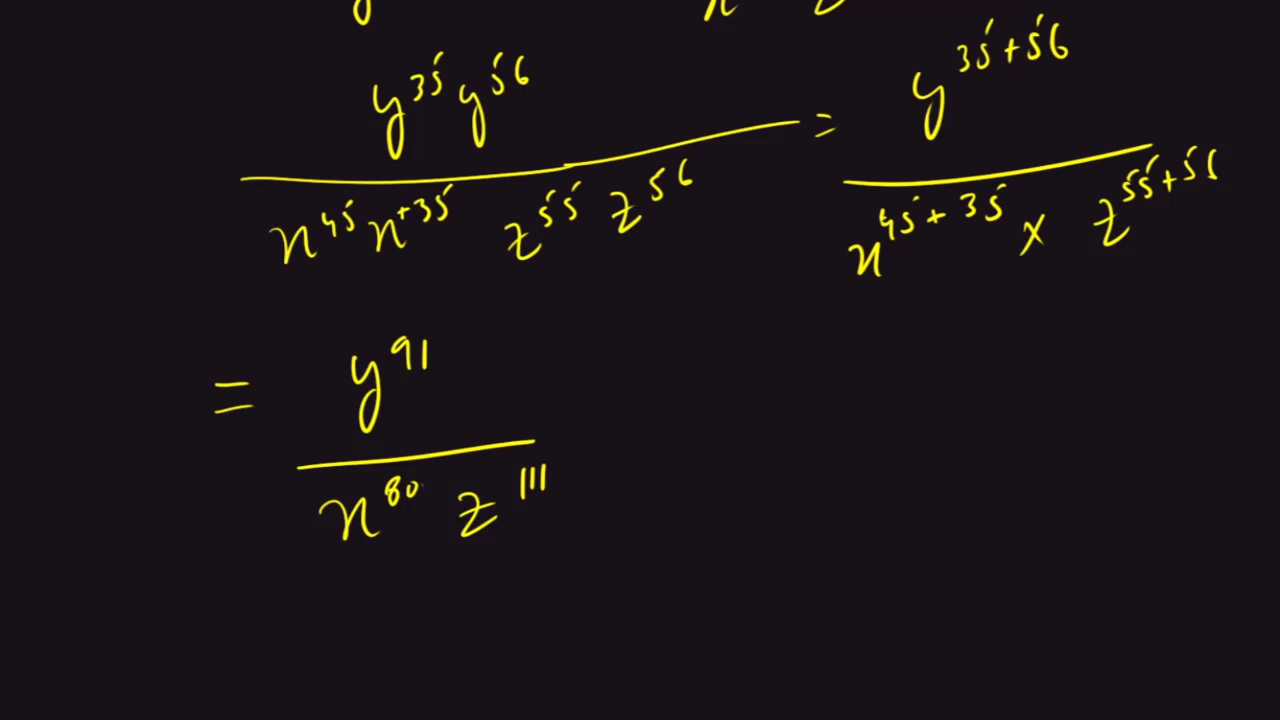 y^35 y^56 / x^45 x^+35 z^55 z^56 = y^35+56 / x^45+35 × z^55+56
= y^91 / x^80 z^111